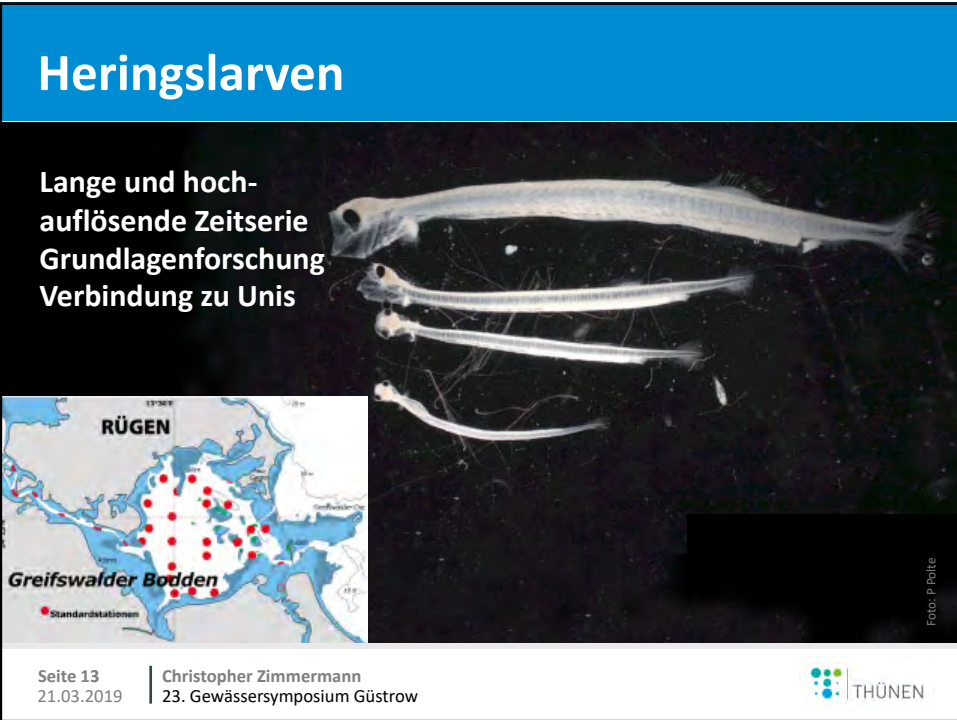 Heringslarven
Lange und hoch-
auflösende Zeitserie
Grundlagenforschung
Verbindung zu Unis
RÜGEN
Greifswalder Bodden
Standardstationen
Foto: P Polte
Seite 13
21.03.2019
Christopher Zimmermann
23. Gewässersymposium Güstrow
THÜNEN